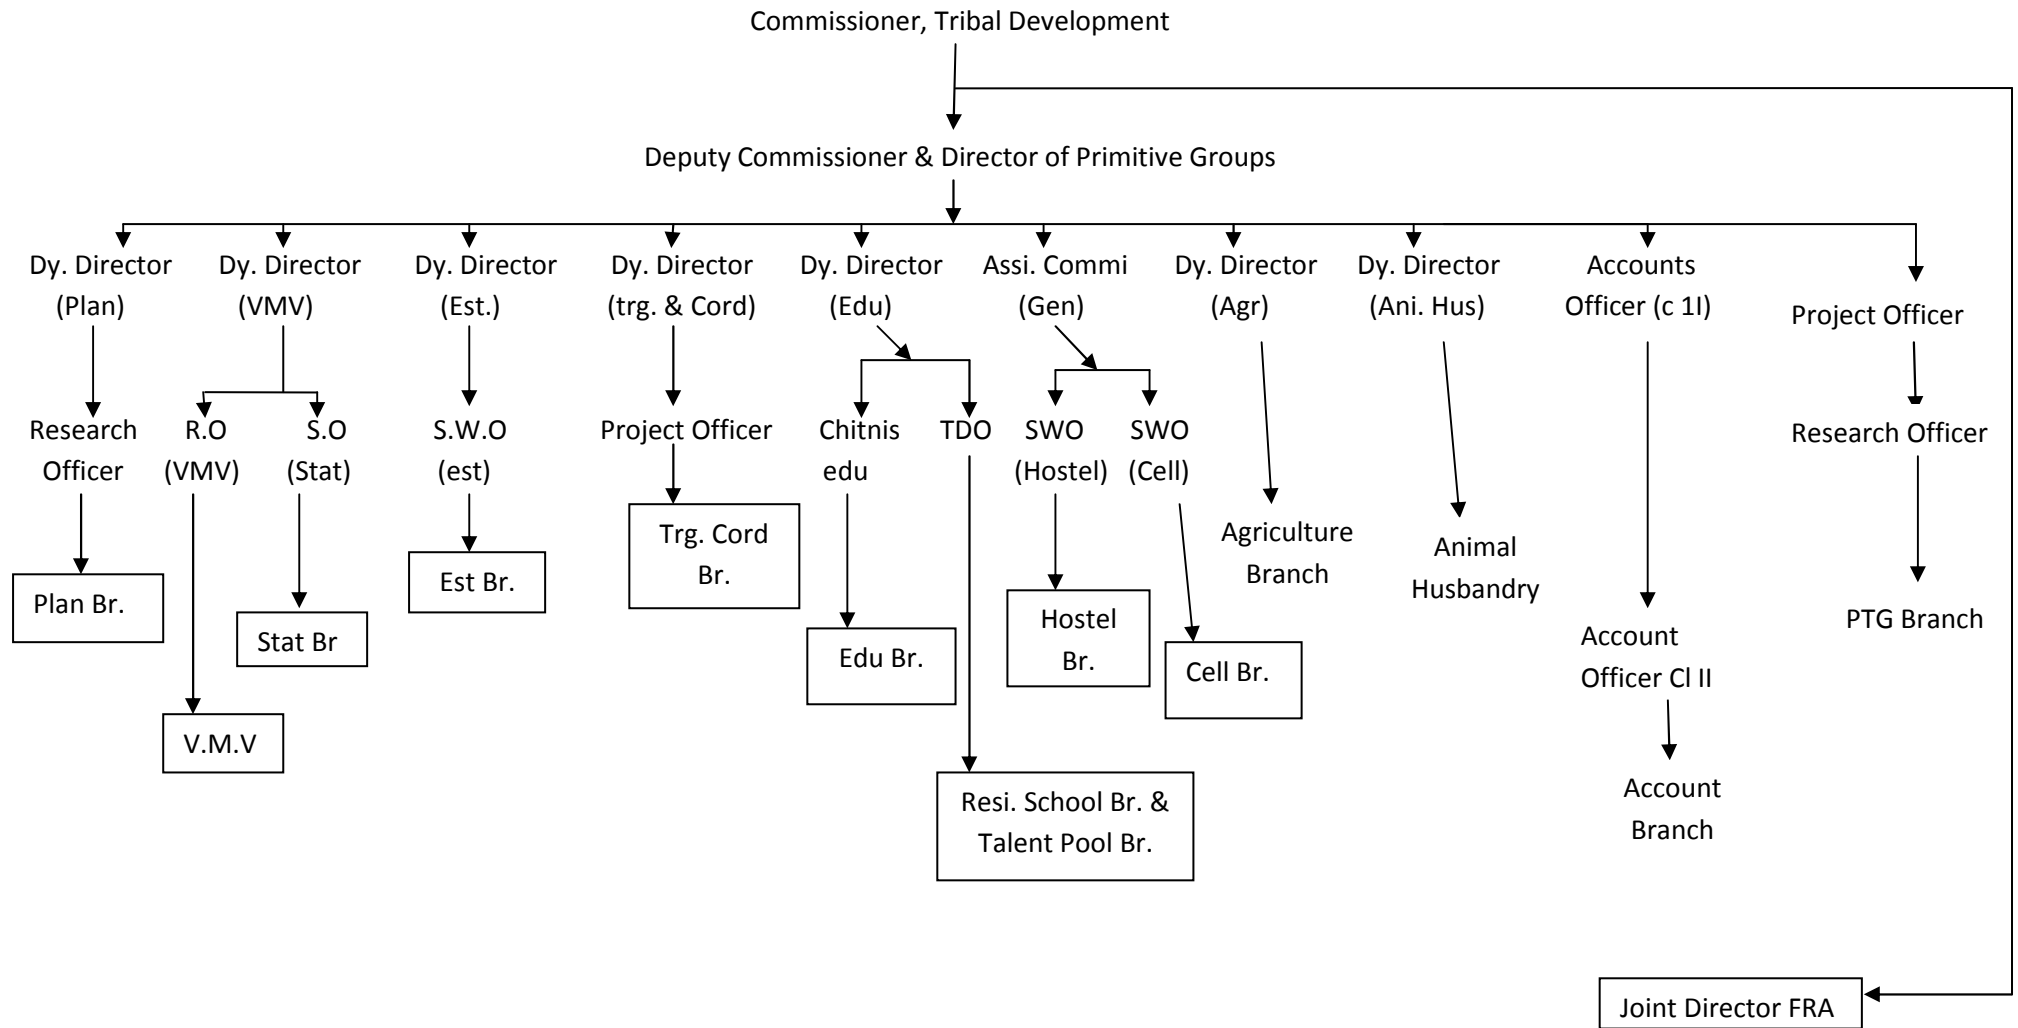 Commissioner, Tribal Development
Deputy Commissioner & Director of Primitive Groups
Dy. Director
(Plan)
Dy. Director
(VMV)
Dy. Director
(Est.)
Dy. Director
(trg. & Cord)
Dy. Director
(Edu)
Assi. Commi
(Gen)
Dy. Director
(Agr)
Dy. Director
(Ani. Hus)
Accounts
Officer (c 1I)
Project Officer
Research
Officer
R.O
(VMV)
S.O
(Stat)
S.W.O
(est)
Project Officer
Chitnis
edu
TDO
SWO
(Hostel)
SWO
(Cell)
Research Officer
Plan Br.
V.M.V
Stat Br
Est Br.
Trg. Cord
Br.
Edu Br.
Resi. School Br. &
Talent Pool Br.
Hostel
Br.
Cell Br.
Agriculture
Branch
Animal
Husbandry
Account
Officer Cl II
Account
Branch
PTG Branch
Joint Director FRA